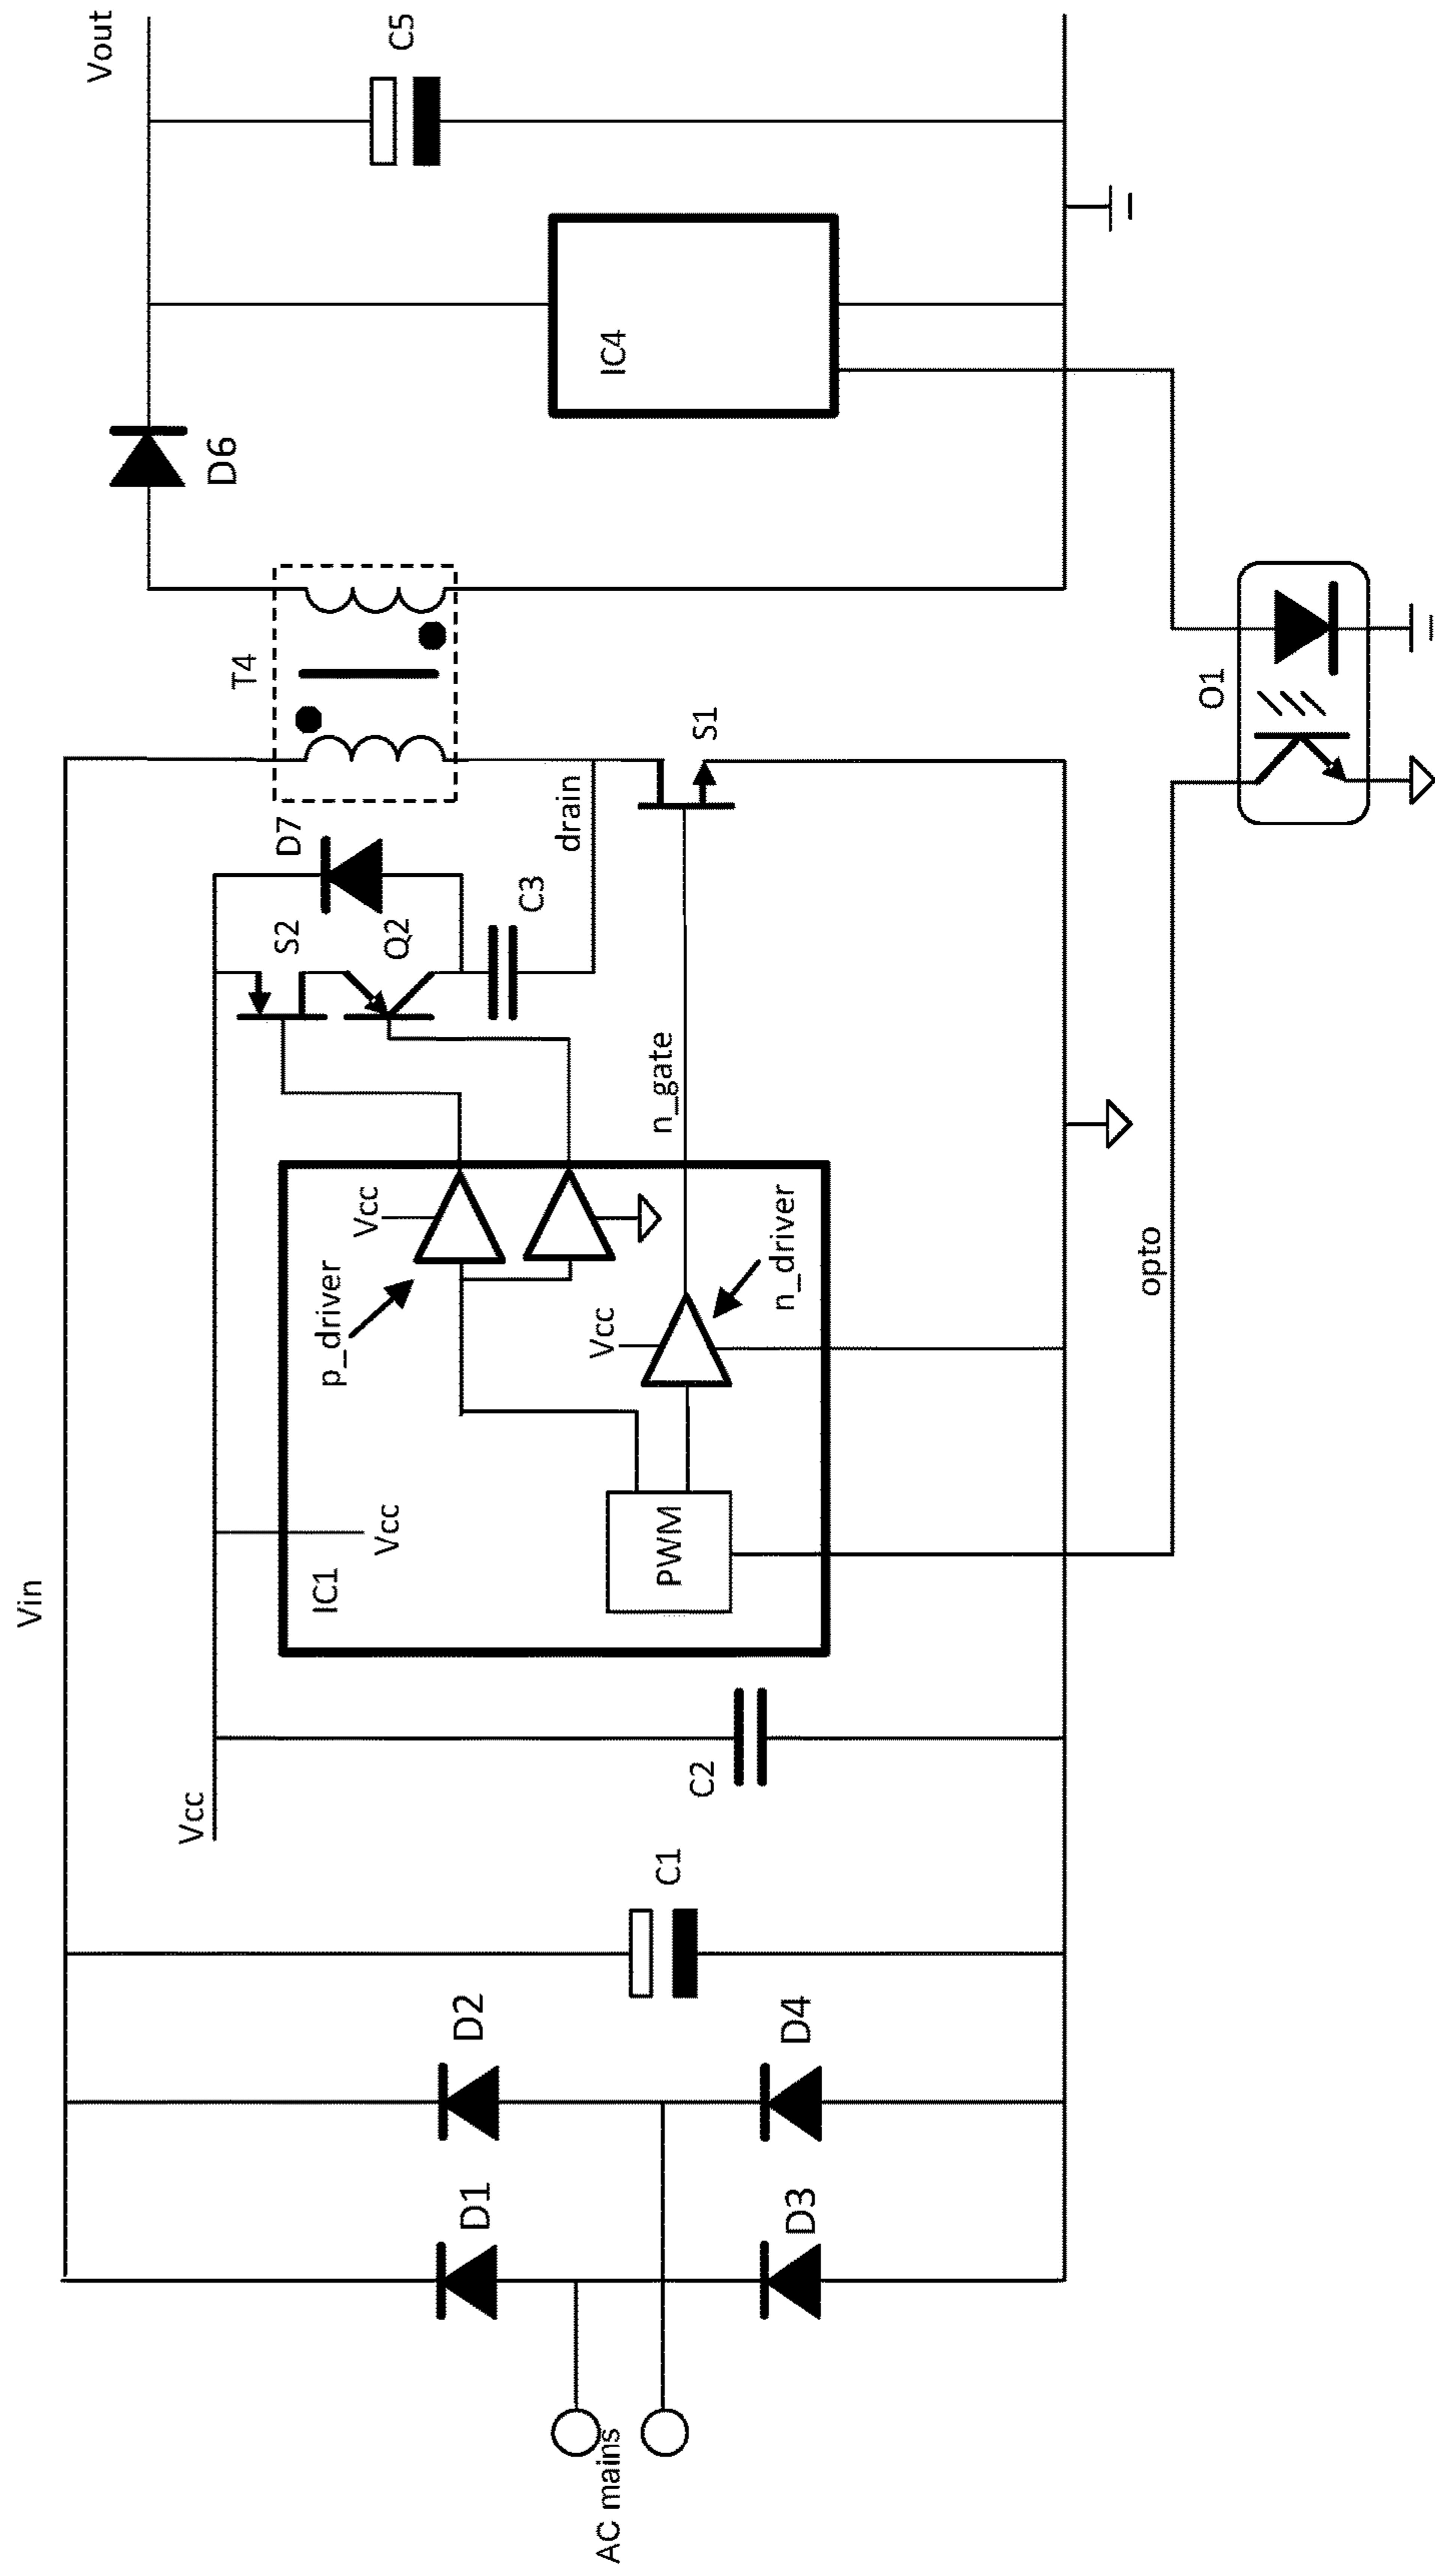 Vin
Vcc
AC mains
D1
D2
D3
D4
C1
C2
IC1
Vcc
PWM
p_driver
Vcc
Vcc
n_driver
n_gate
S2
Q2
D7
C3
drain
S1
T4
D6
IC4
Vout
C5
opto
O1